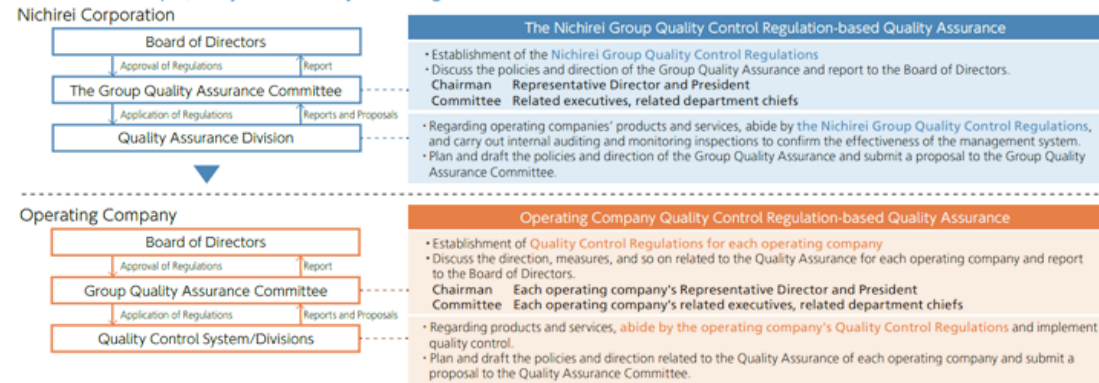 Nichirei Corporation
Board of Directors
Approval of Regulations
Report
The Group Quality Assurance Committee
Application of Regulations
Reports and Proposals
Quality Assurance Division
The Nichirei Group Quality Control Regulation-based Quality Assurance
・Establishment of the Nichirei Group Quality Control Regulations
・Discuss the policies and direction of the Group Quality Assurance and report to the Board of Directors.
Chairman Representative Director and President
Committee Related executives, related department chiefs
・Regarding operating companies' products and services, abide by the Nichirei Group Quality Control Regulations,
and carry out internal auditing and monitoring inspections to confirm the effectiveness of the management system.
・Plan and draft the policies and direction of the Group Quality Assurance and submit a proposal to the Group Quality
Assurance Committee.
Operating Company
Board of Directors
Approval of Regulations
Report
Group Quality Assurance Committee
Application of Regulations
Reports and Proposals
Quality Control System/Divisions
Operating Company Quality Control Regulation-based Quality Assurance
・Establishment of Quality Control Regulations for each operating company
・Discuss the direction, measures, and so on related to the Quality Assurance for each operating company and report
to the Board of Directors.
Chairman Each operating company's Representative Director and President
Committee Each operating company's related executives, related department chiefs
・Regarding products and services, abide by the operating company's Quality Control Regulations and implement
quality control.
・Plan and draft the policies and direction related to the Quality Assurance of each operating company and submit a
proposal to the Quality Assurance Committee.